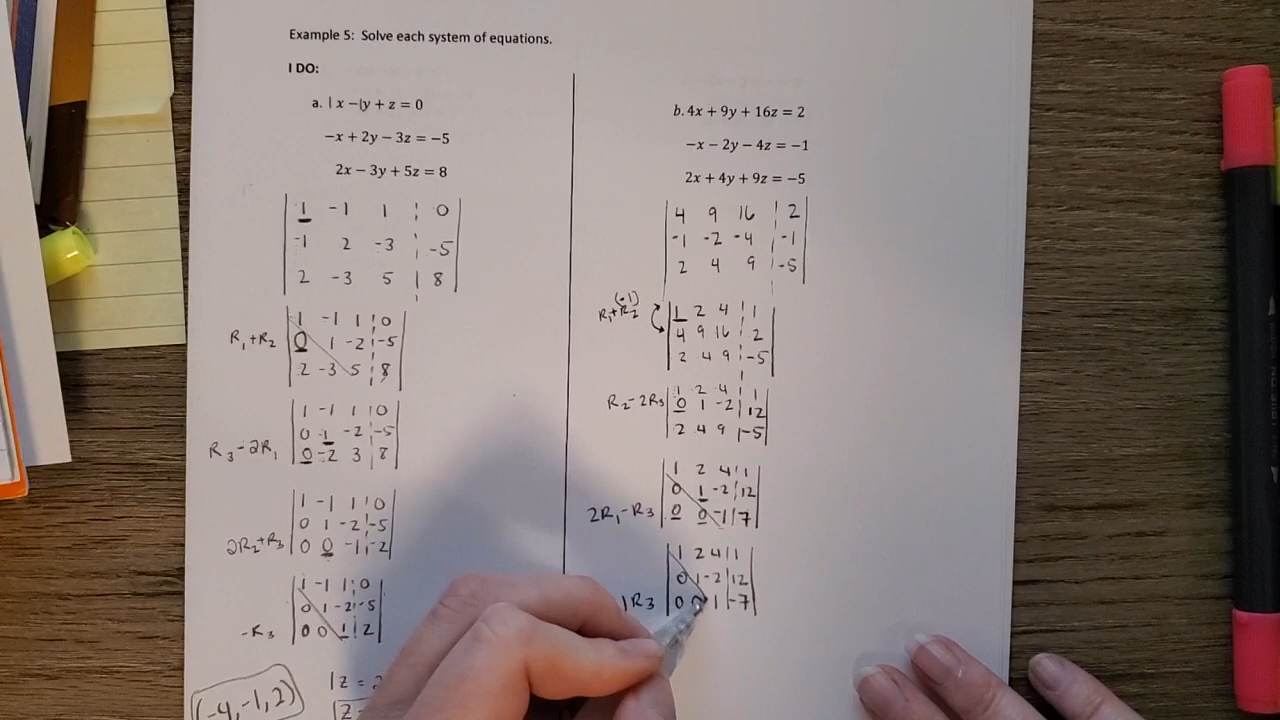 Example 5: Solve each system of equations.
I DO:
a. 1x − 1y + z = 0
−x + 2y − 3z = −5
2x − 3y + 5z = 8
1 -1 1 0
-1 2 -3 -5
2 -3 5 8
R1+R2
1 -1 1 0
0 1 -2 -5
2 -3 5 8
R3-2R1
1 -1 1 0
0 1 -2 -5
0 -2 3 8
2R2+R3
1 -1 1 0
0 1 -2 -5
0 0 -1 -2
-R3
1 -1 1 0
0 1 -2 -5
0 0 1 2
1z =
(-4,-1,2)
b. 4x + 9y + 16z = 2
−x − 2y − 4z = −1
2x + 4y + 9z = −5
4 9 16 2
-1 -2 -4 -1
2 4 9 -5
(-1)
R1+R2
1 2 4 1
4 9 16 2
2 4 9 -5
R2-2R3
1 2 4 1
0 1 -2 12
2 4 9 -5
2R1-R3
1 2 4 1
0 1 -2 12
0 0 -1 7
1R3
1 2 4 1
0 1 -2 12
0 0 1 -7